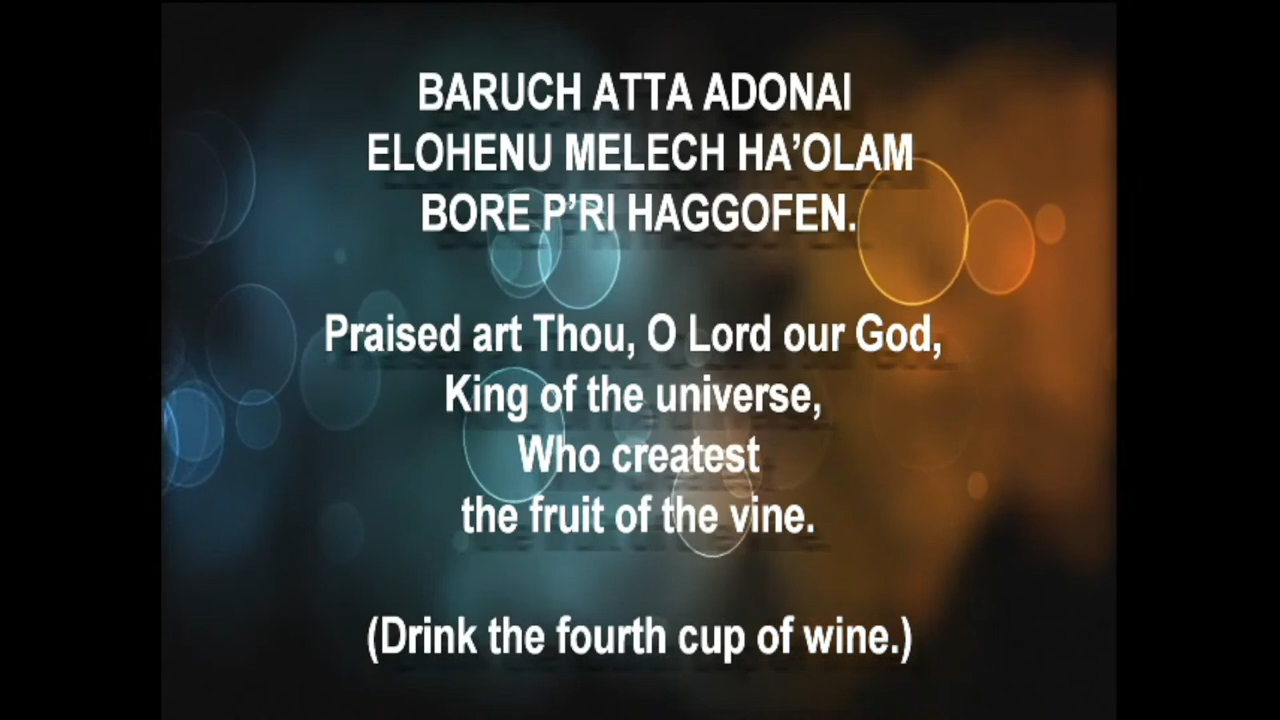 BARUCH ATTA ADONAI
ELOHENU MELECH HA’OLAM
BORE P’RI HAGGOFEN.
Praised art Thou, O Lord our God,
King of the universe,
Who createst
the fruit of the vine.
(Drink the fourth cup of wine.)